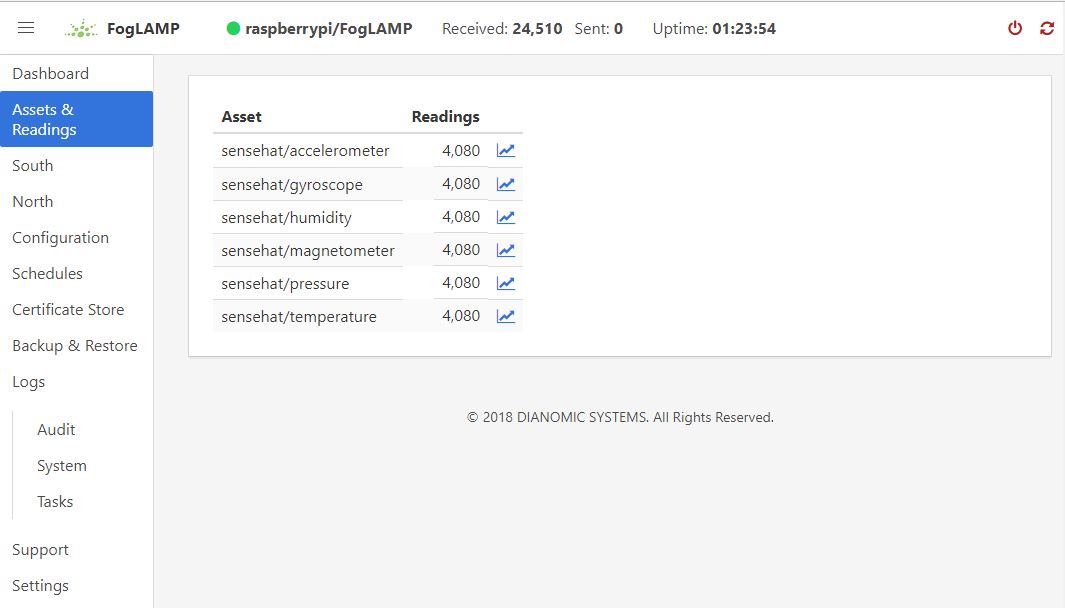 FogLAMP raspberrypi/FogLAMP Received: 24,510 Sent: 0 Uptime: 01:23:54
Dashboard
Assets &
Readings
South
North
Configuration
Schedules
Certificate Store
Backup & Restore
Logs
Audit
System
Tasks
Support
Settings
Asset Readings
sensehat/accelerometer 4,080
sensehat/gyroscope 4,080
sensehat/humidity 4,080
sensehat/magnetometer 4,080
sensehat/pressure 4,080
sensehat/temperature 4,080
© 2018 DIANOMIC SYSTEMS. All Rights Reserved.